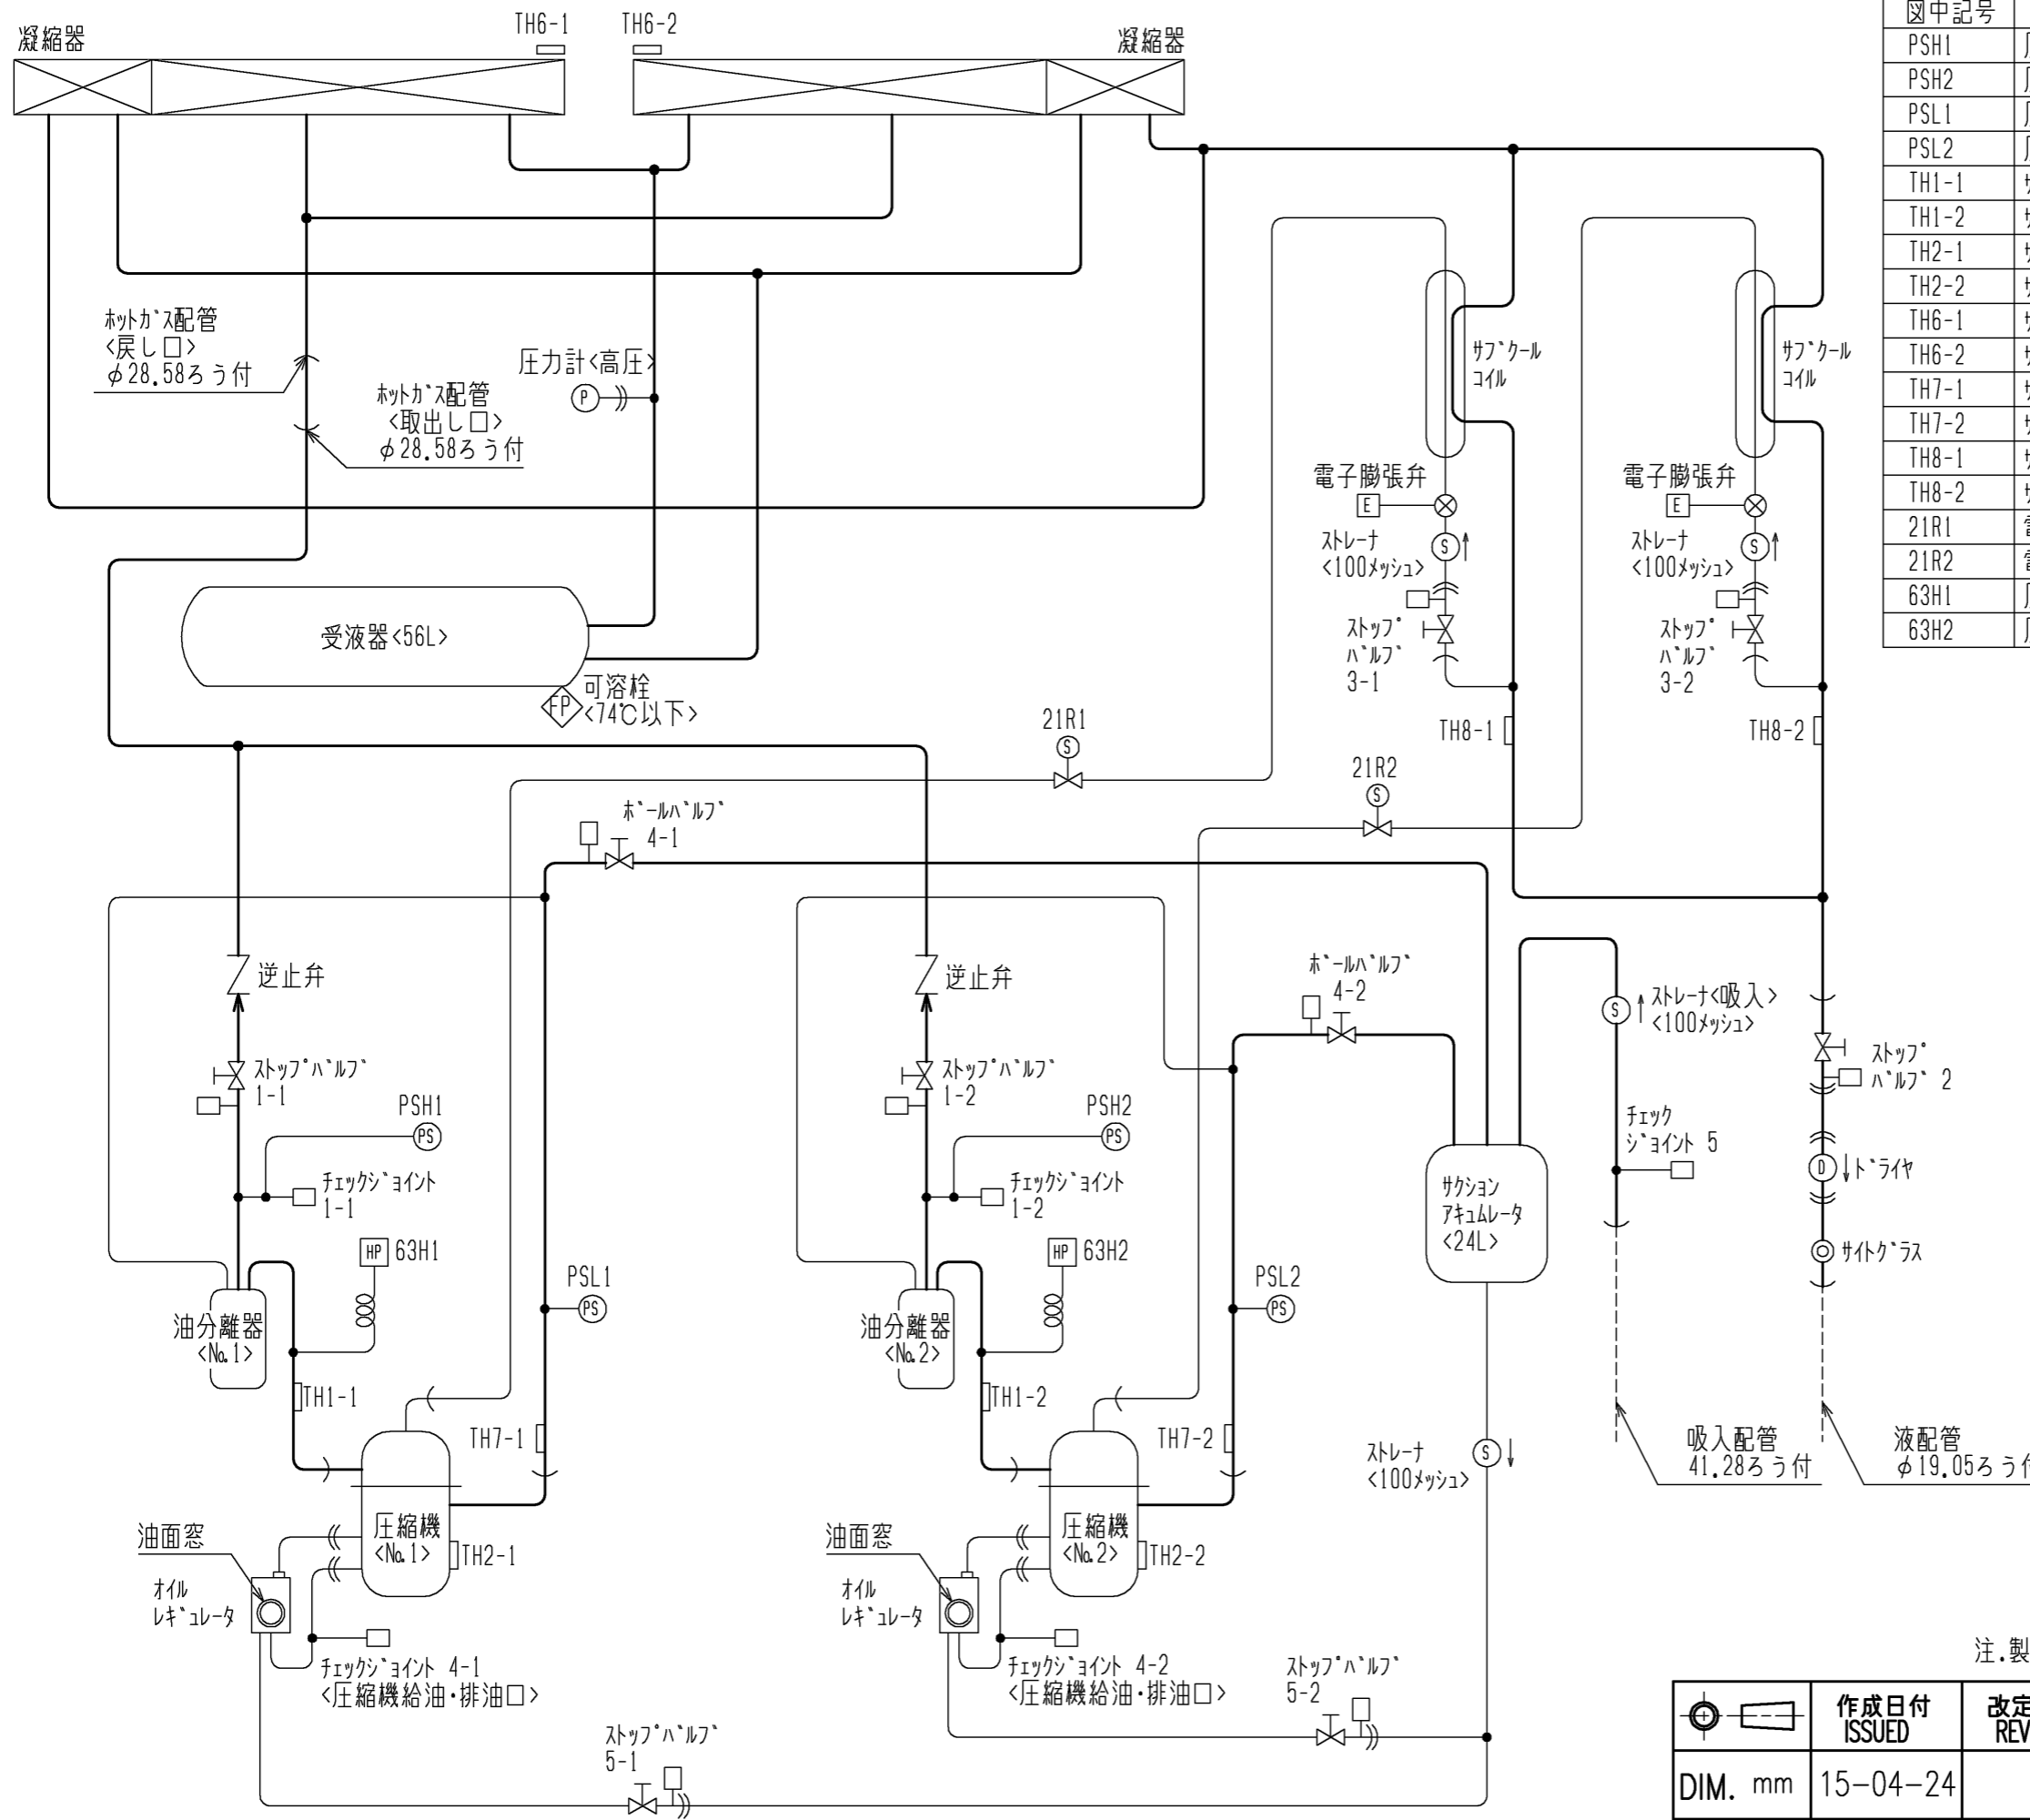 凝縮器
TH6-1
TH6-2
凝縮器
図中記号
PSH1
PSH2
PSL1
PSL2
TH1-1
TH1-2
TH2-1
TH2-2
TH6-1
TH6-2
TH7-1
TH7-2
TH8-1
TH8-2
21R1
21R2
63H1
63H2
ﾎｯﾄｶﾞｽ配管
<戻し口>
φ28.58ろう付
ﾎｯﾄｶﾞｽ配管
<取出し口>
φ28.58ろう付
圧力計<高圧>
P
ｻﾌﾞｸｰﾙ
ｺｲﾙ
ｻﾌﾞｸｰﾙ
ｺｲﾙ
電子膨張弁
E
電子膨張弁
E
ｽﾄﾚｰﾅ
<100ﾒｯｼｭ>
S
ｽﾄﾚｰﾅ
<100ﾒｯｼｭ>
S
ｽﾄｯﾌﾟ
ﾊﾞﾙﾌﾞ
3-1
ｽﾄｯﾌﾟ
ﾊﾞﾙﾌﾞ
3-2
受液器<56L>
FP
可溶栓
<74℃以下>
TH8-1
TH8-2
21R1
S
21R2
S
ﾎﾞｰﾙﾊﾞﾙﾌﾞ
4-1
逆止弁
逆止弁
ﾎﾞｰﾙﾊﾞﾙﾌﾞ
4-2
S
ｽﾄﾚｰﾅ<吸入>
<100ﾒｯｼｭ>
ｽﾄｯﾌﾟﾊﾞﾙﾌﾞ
1-1
ｽﾄｯﾌﾟﾊﾞﾙﾌﾞ
1-2
ｽﾄｯﾌﾟ
ﾊﾞﾙﾌﾞ 2
PSH1
PS
PSH2
PS
ﾁｪｯｸ
ｼﾞｮｲﾝﾄ 5
D
ﾄﾞﾗｲﾔ
ﾁｪｯｸｼﾞｮｲﾝﾄ
1-1
ﾁｪｯｸｼﾞｮｲﾝﾄ
1-2
ｻｸｼｮﾝ
ｱｷｭﾑﾚｰﾀ
<24L>
ｻｲﾄｸﾞﾗｽ
HP
63H1
HP
63H2
PSL1
PS
PSL2
PS
油分離器
<No.1>
油分離器
<No.2>
TH1-1
TH1-2
TH7-1
TH7-2
ｽﾄﾚｰﾅ
<100ﾒｯｼｭ>
S
吸入配管
41.28ろう付
液配管
φ19.05ろう付
圧縮機
<No.1>
TH2-1
圧縮機
<No.2>
TH2-2
油面窓
油面窓
ｵｲﾙ
ﾚｷﾞｭﾚｰﾀ
ｵｲﾙ
ﾚｷﾞｭﾚｰﾀ
ﾁｪｯｸｼﾞｮｲﾝﾄ 4-1
<圧縮機給油・排油口>
ﾁｪｯｸｼﾞｮｲﾝﾄ 4-2
<圧縮機給油・排油口>
ｽﾄｯﾌﾟﾊﾞﾙﾌﾞ
5-2
ｽﾄｯﾌﾟﾊﾞﾙﾌﾞ
5-1
注.製
作成日付
ISSUED
改定
REV
DIM. mm
15-04-24